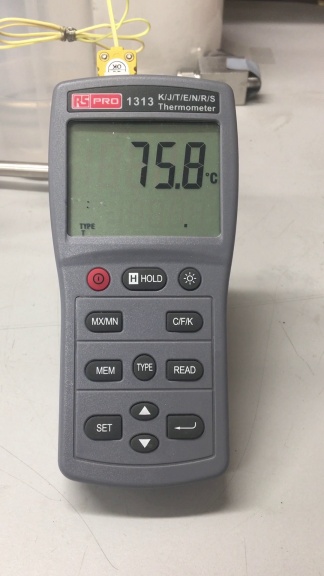 RS PRO 1313 K/J/T/E/N/R/S
Thermometer
75.8 °C
TYPE
T
H HOLD
MX/MN C/F/K
MEM TYPE READ
SET